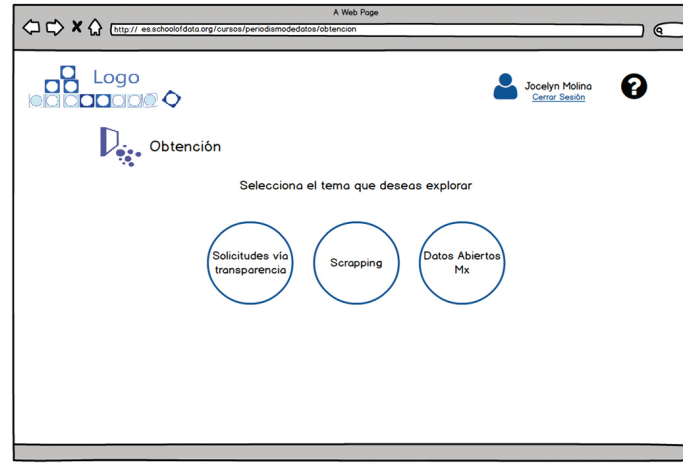 A Web Page
http:// es.schoolofdata.org/cursos/periodismodedatos/obtencion
Logo
Jocelyn Molina
Cerrar Sesión
?
Obtención
Selecciona el tema que deseas explorar
Solicitudes vía
transparencia
Scrapping
Datos Abiertos
Mx